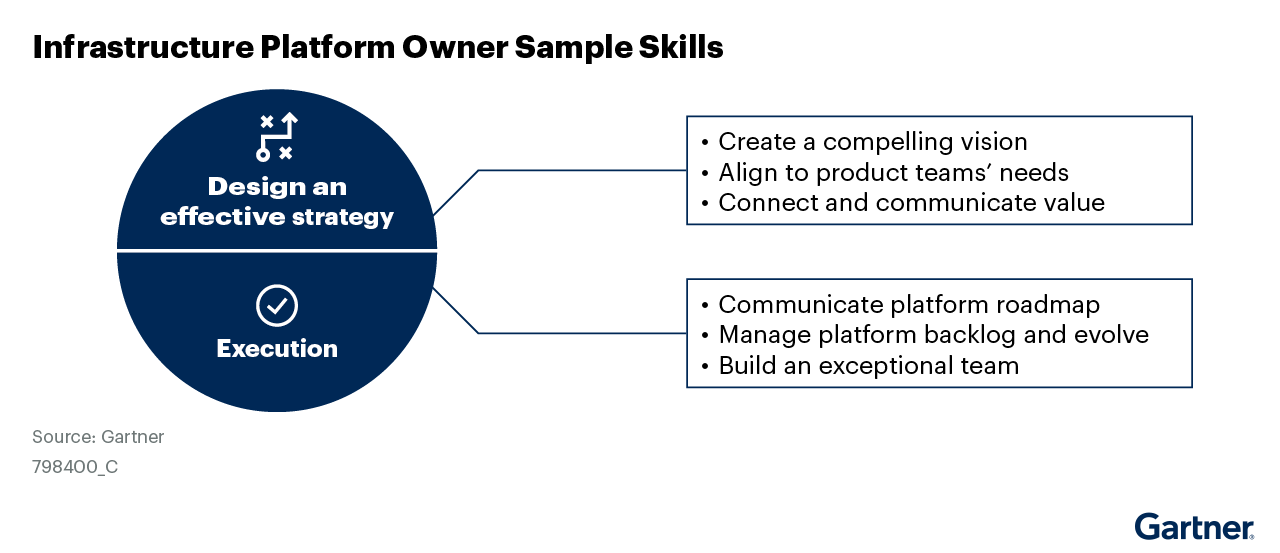 Infrastructure Platform Owner Sample Skills
Design an
effective strategy
• Create a compelling vision
• Align to product teams’ needs
• Connect and communicate value
Execution
• Communicate platform roadmap
• Manage platform backlog and evolve
• Build an exceptional team
Source: Gartner
798400_C
Gartner®